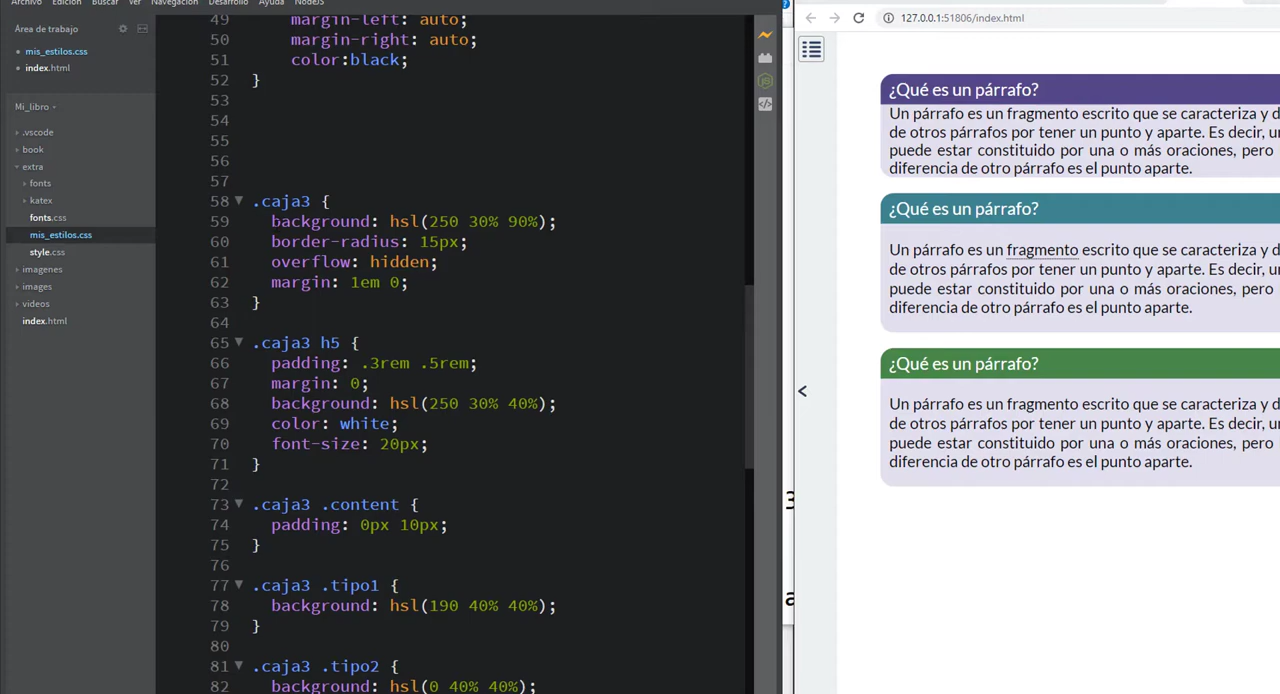 Archivo Edición Buscar Ver Navegación Desarrollo Ayuda NodeJS
Área de trabajo
mis_estilos.css
index.html
Mi_libro
.vscode
book
extra
fonts
katex
fonts.css
mis_estilos.css
style.css
imagenes
images
videos
index.html
49 margin-left: auto;
50 margin-right: auto;
51 color:black;
52 }
53
54
55
56
57
58 .caja3 {
59 background: hsl(250 30% 90%);
60 border-radius: 15px;
61 overflow: hidden;
62 margin: 1em 0;
63 }
64
65 .caja3 h5 {
66 padding: .3rem .5rem;
67 margin: 0;
68 background: hsl(250 30% 40%);
69 color: white;
70 font-size: 20px;
71 }
72
73 .caja3 .content {
74 padding: 0px 10px;
75 }
76
77 .caja3 .tipo1 {
78 background: hsl(190 40% 40%);
79 }
80
81 .caja3 .tipo2 {
82 background: hsl(0 40% 40%);
127.0.0.1:51806/index.html
¿Qué es un párrafo?
Un párrafo es un fragmento escrito que se caracteriza y d
de otros párrafos por tener un punto y aparte. Es decir, u
puede estar constituido por una o más oraciones, pero
diferencia de otro párrafo es el punto aparte.
¿Qué es un párrafo?
Un párrafo es un fragmento escrito que se caracteriza y d
de otros párrafos por tener un punto y aparte. Es decir, u
puede estar constituido por una o más oraciones, pero
diferencia de otro párrafo es el punto aparte.
¿Qué es un párrafo?
Un párrafo es un fragmento escrito que se caracteriza y d
de otros párrafos por tener un punto y aparte. Es decir, u
puede estar constituido por una o más oraciones, pero
diferencia de otro párrafo es el punto aparte.